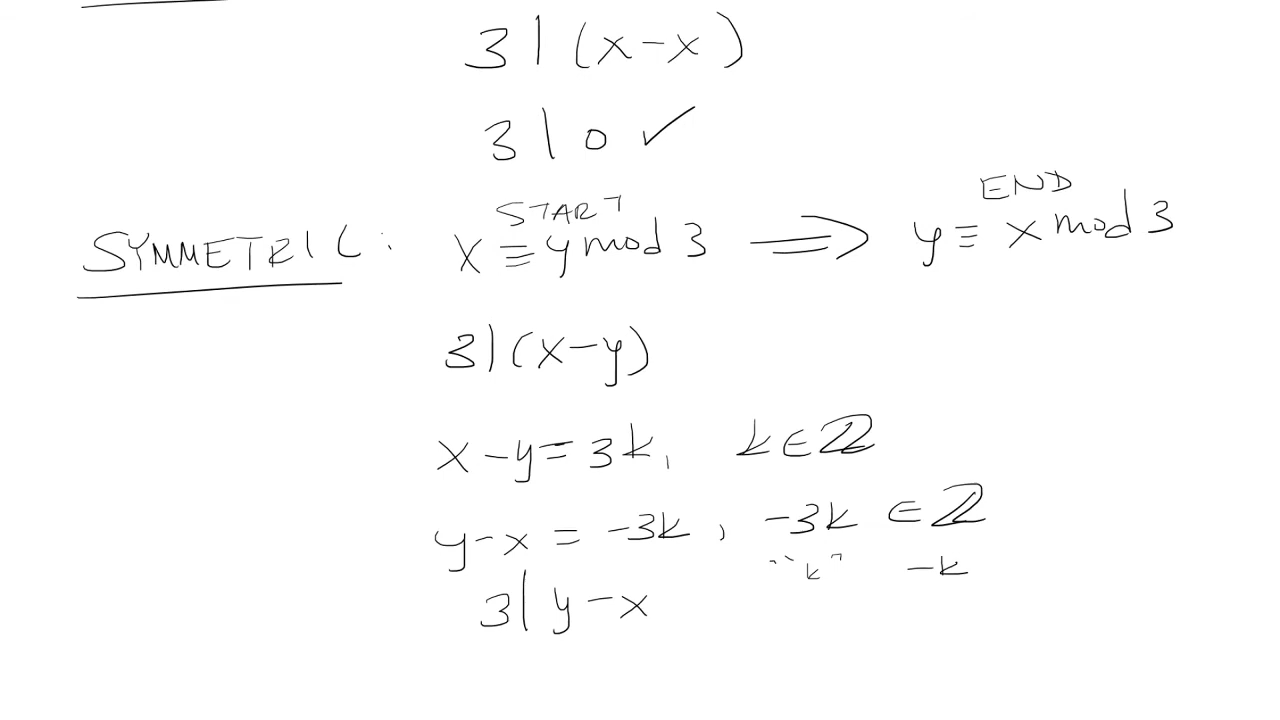 3 | (x-x)
3 | 0 ✓
START END
SYMMETRIC: x ≡ y mod 3 ⟹ y ≡ x mod 3
3 | (x-y)
x-y = 3k, k ∈ ℤ
y-x = -3k, -3k ∈ ℤ
"k" -k
3 | y-x